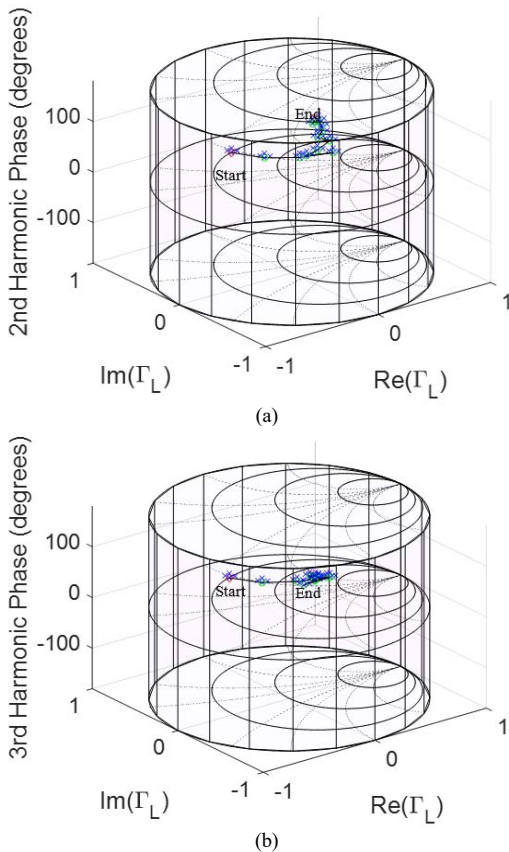 2nd Harmonic Phase (degrees)
100
0
-100
End
Start
1
0
-1
-1
0
1
Im(Γ_L)
Re(Γ_L)
(a)
3rd Harmonic Phase (degrees)
100
0
-100
Start
End
1
0
-1
-1
0
1
Im(Γ_L)
Re(Γ_L)
(b)